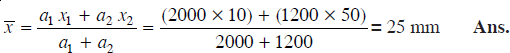 x̄ = (a₁ x₁ + a₂ x₂) / (a₁ + a₂) = ((2000 × 10) + (1200 × 50)) / (2000 + 1200) = 25 mm Ans.